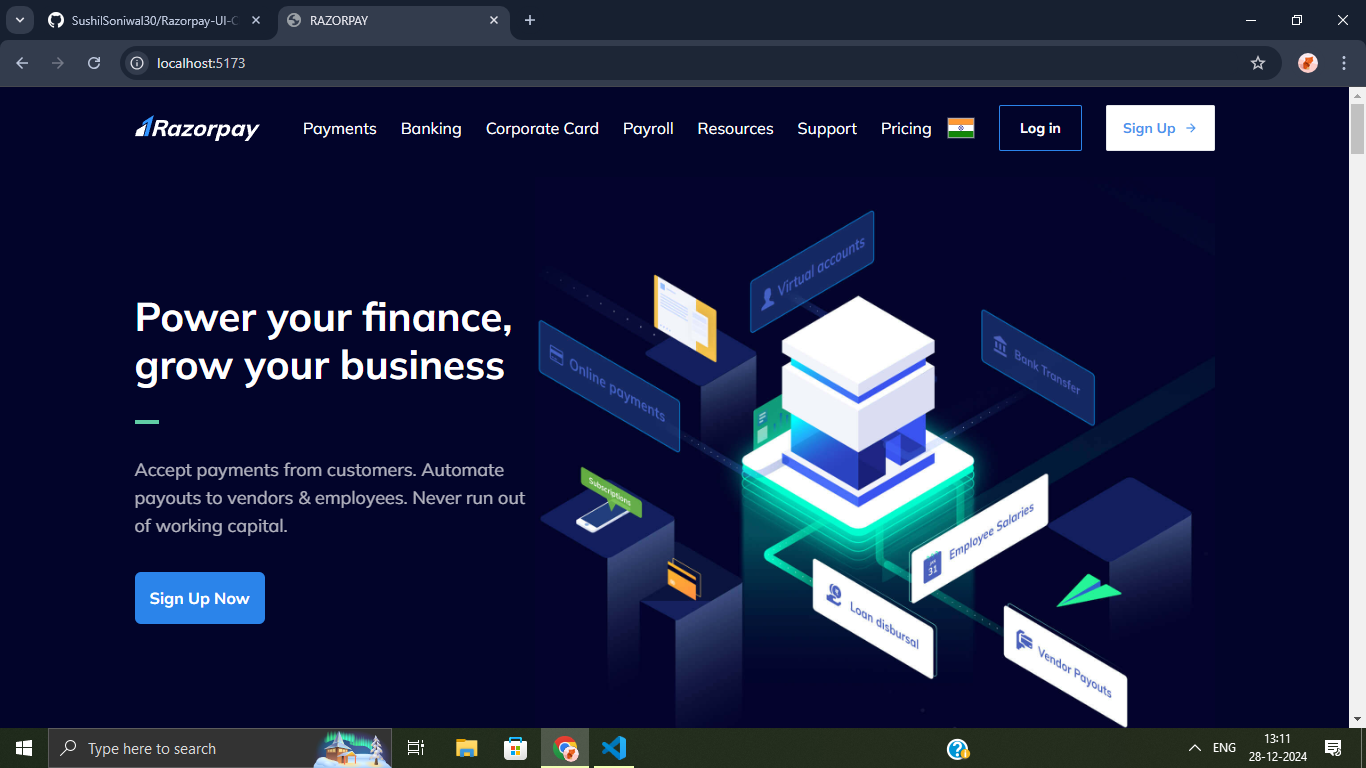 SushilSoniwal30/Razorpay-UI-C
RAZORPAY
localhost:5173
Razorpay
Payments
Banking
Corporate Card
Payroll
Resources
Support
Pricing
Log in
Sign Up
Virtual accounts
Bank Transfer
Online payments
Power your finance,
grow your business
Accept payments from customers. Automate
payouts to vendors & employees. Never run out
of working capital.
Subscriptions
Employee Salaries
31
Loan disbursal
Vendor Payouts
Sign Up Now
Type here to search
ENG
13:11
28-12-2024